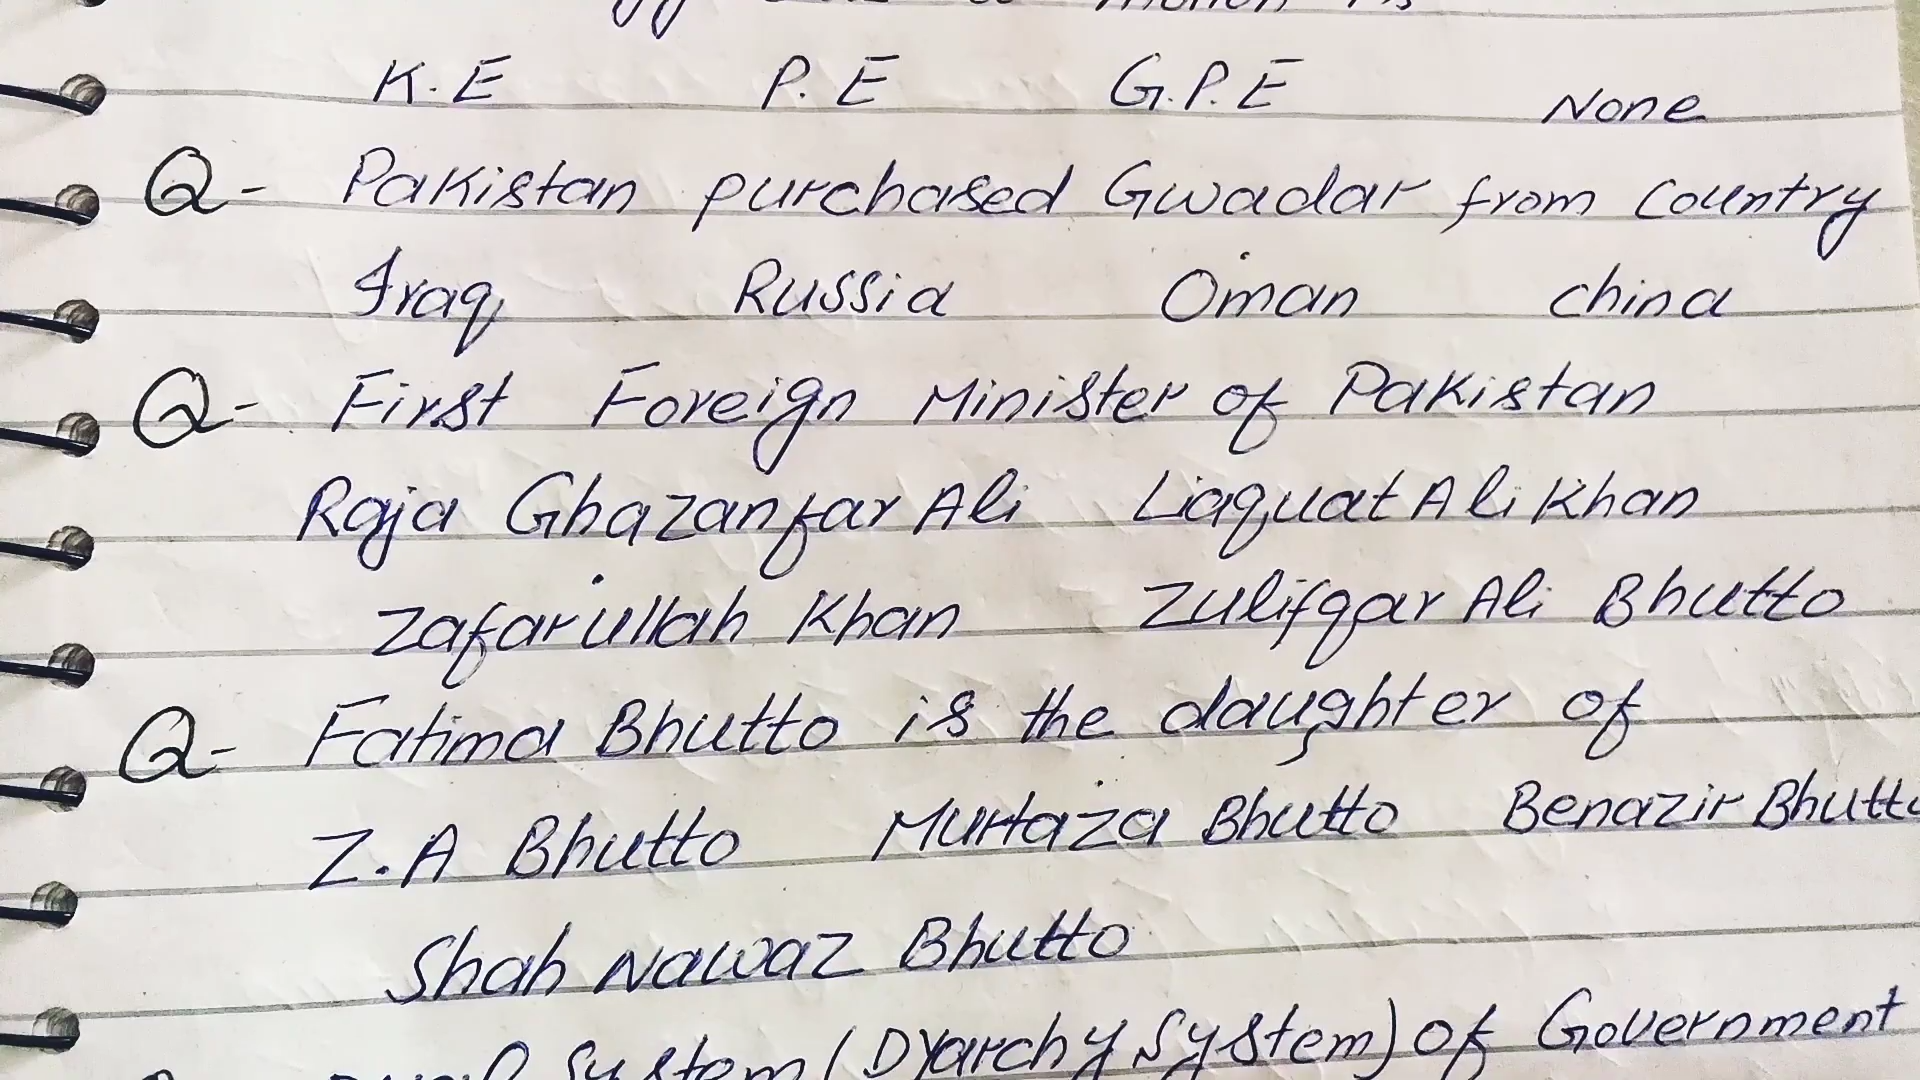 Motion is
K.E P.E G.P.E None
Q- Pakistan purchased Gwadar from Country
Iraq Russia Oman china
Q- First Foreign Minister of Pakistan
Raja Ghazanfar Ali Liaquat Ali Khan
Zafarullah Khan Zulifqar Ali Bhutto
Q- Fatima Bhutto is the daughter of
Z.A Bhutto Murtaza Bhutto Benazir Bhutto
Shah Nawaz Bhutto
System (Dyarchy System) of Government